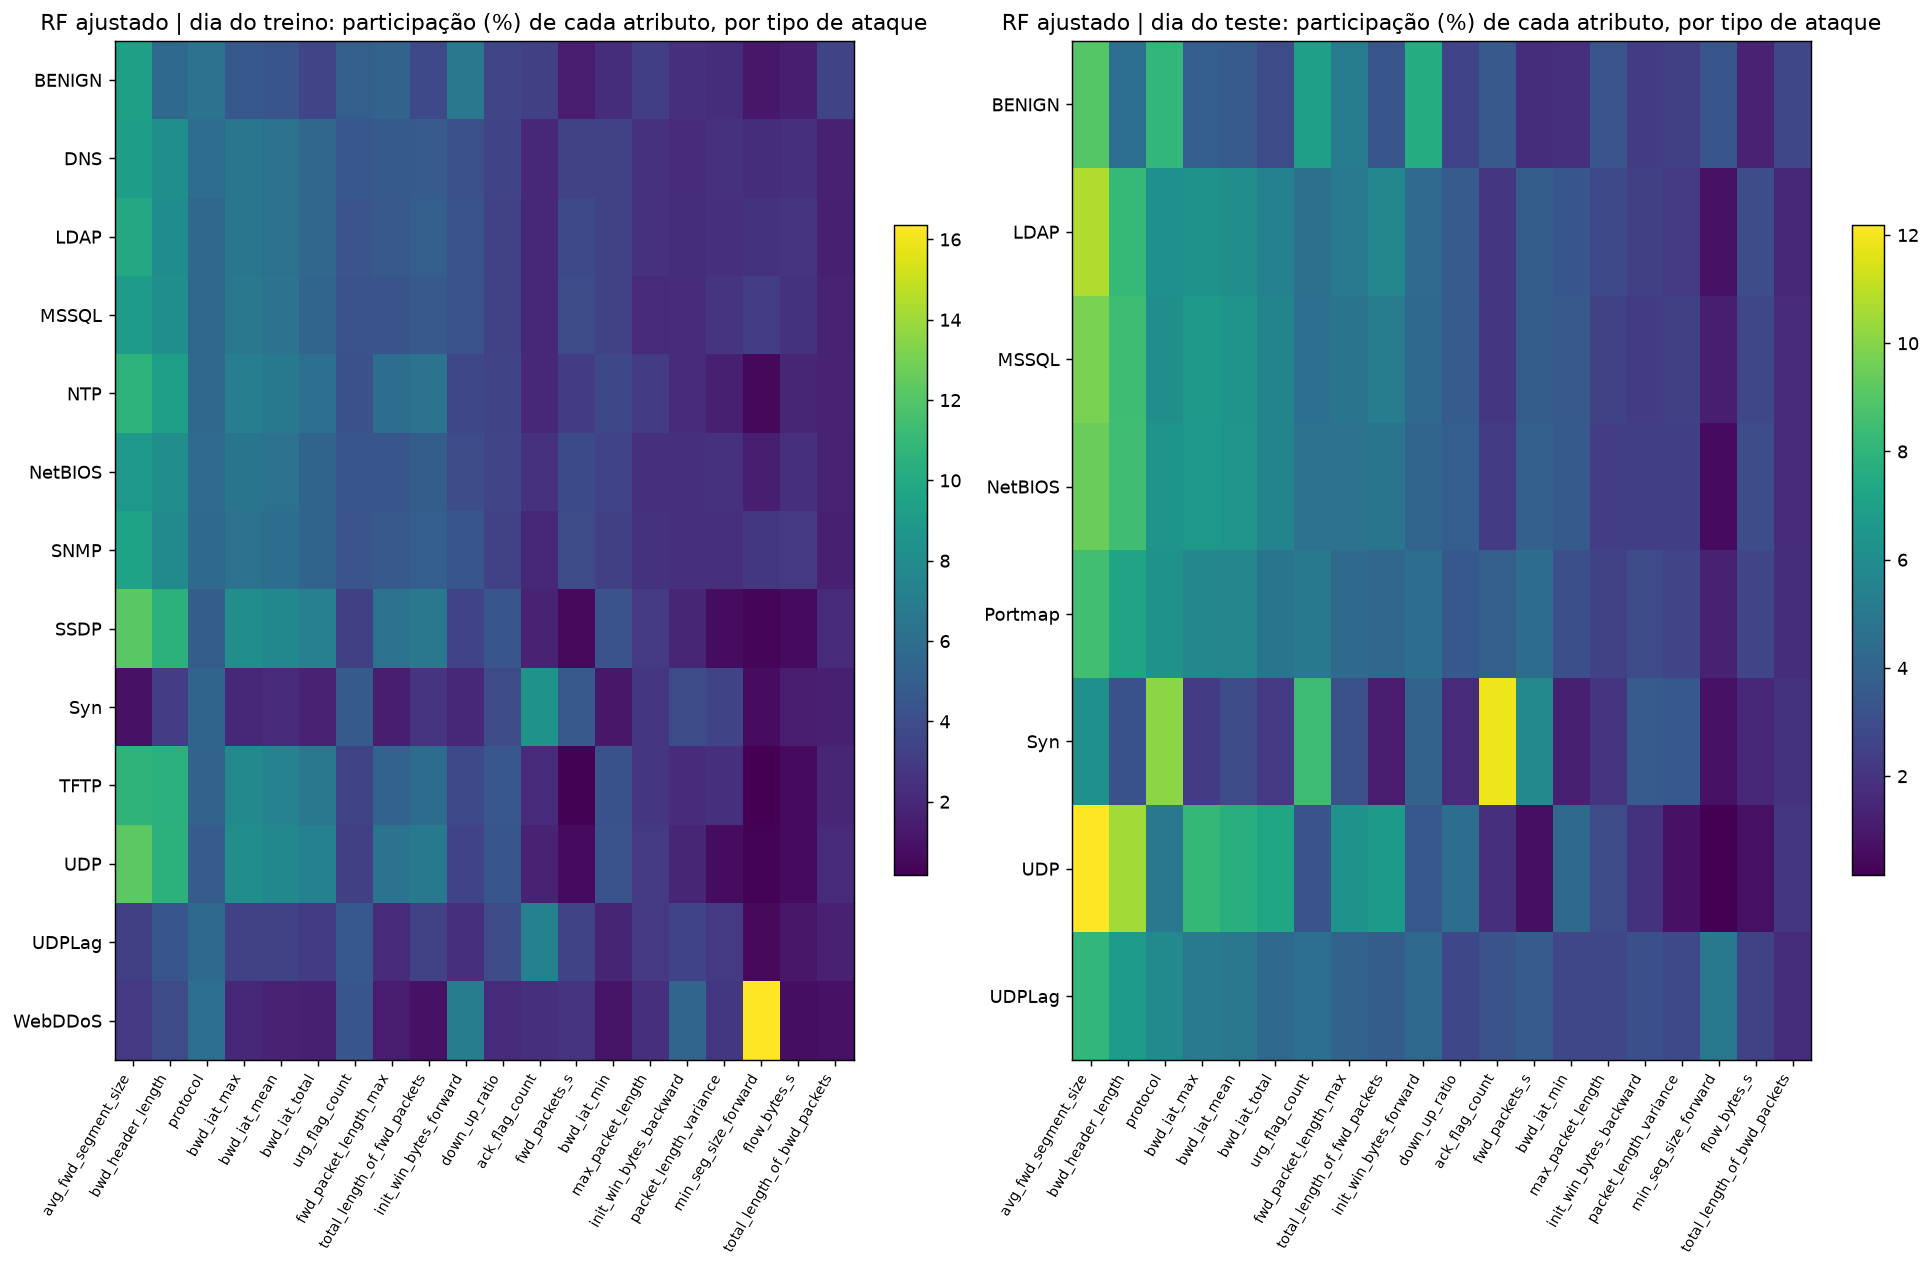 RF ajustado | dia do treino: participação (%) de cada atributo, por tipo de ataque
BENIGN
DNS
LDAP
MSSQL
NTP
NetBIOS
SNMP
SSDP
Syn
TFTP
UDP
UDPLag
WebDDoS
avg_fwd_segment_size
bwd_header_length
protocol
bwd_iat_max
bwd_iat_mean
bwd_iat_total
urg_flag_count
fwd_packet_length_max
total_length_of_fwd_packets
init_win_bytes_forward
down_up_ratio
ack_flag_count
fwd_packets_s
bwd_iat_min
max_packet_length
init_win_bytes_backward
packet_length_variance
min_seg_size_forward
flow_bytes_s
total_length_of_bwd_packets
16
14
12
10
8
6
4
2
RF ajustado | dia do teste: participação (%) de cada atributo, por tipo de ataque
BENIGN
LDAP
MSSQL
NetBIOS
Portmap
Syn
UDP
UDPLag
avg_fwd_segment_size
bwd_header_length
protocol
bwd_iat_max
bwd_iat_mean
bwd_iat_total
urg_flag_count
fwd_packet_length_max
total_length_of_fwd_packets
init_win_bytes_forward
down_up_ratio
ack_flag_count
fwd_packets_s
bwd_iat_min
max_packet_length
init_win_bytes_backward
packet_length_variance
min_seg_size_forward
flow_bytes_s
total_length_of_bwd_packets
12
10
8
6
4
2